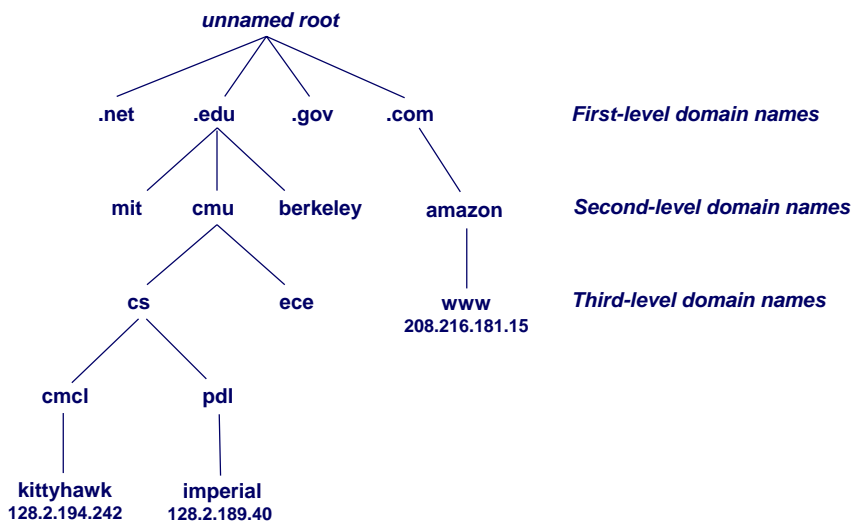 unnamed root
.net .edu .gov .com First-level domain names
mit cmu berkeley amazon Second-level domain names
cs ece www Third-level domain names
208.216.181.15
cmcl pdl
kittyhawk imperial
128.2.194.242 128.2.189.40